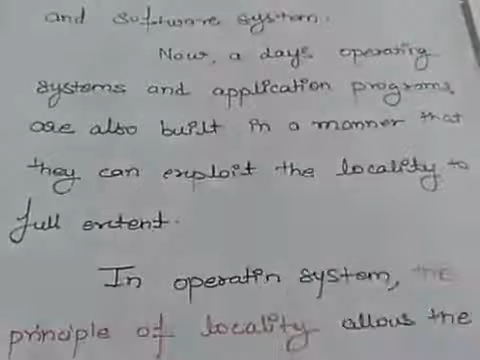 and software system.
Now, a days operating
systems and application programs,
are also built in a manner that
they can exploit the locality to
full extent.
In operatin system, the
principle of locality allows the